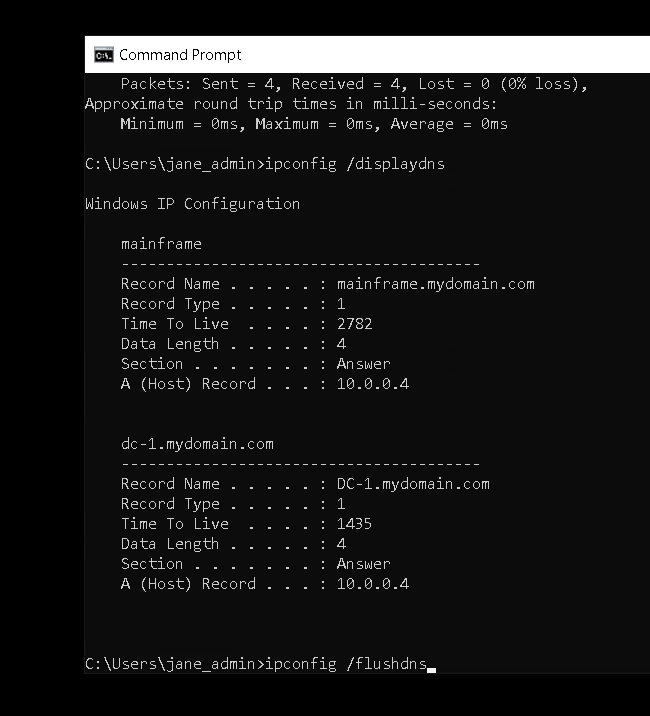 Command Prompt
Packets: Sent = 4, Received = 4, Lost = 0 (0% loss),
Approximate round trip times in milli-seconds:
Minimum = 0ms, Maximum = 0ms, Average = 0ms
C:\Users\jane_admin>ipconfig /displaydns
Windows IP Configuration
mainframe
----------------------------------------
Record Name . . . . . : mainframe.mydomain.com
Record Type . . . . . : 1
Time To Live  . . . . : 2782
Data Length . . . . . : 4
Section . . . . . . . : Answer
A (Host) Record . . . : 10.0.0.4
dc-1.mydomain.com
----------------------------------------
Record Name . . . . . : DC-1.mydomain.com
Record Type . . . . . : 1
Time To Live  . . . . : 1435
Data Length . . . . . : 4
Section . . . . . . . : Answer
A (Host) Record . . . : 10.0.0.4
C:\Users\jane_admin>ipconfig /flushdns